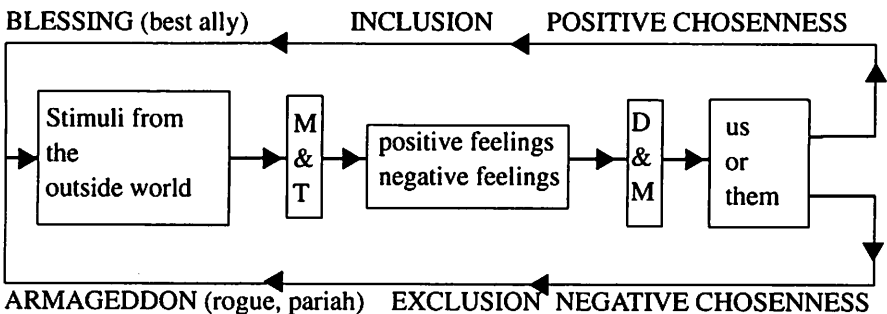 BLESSING (best ally) INCLUSION POSITIVE CHOSENNESS
Stimuli from
the
outside world
M
&
T
positive feelings
negative feelings
D
&
M
us
or
them
ARMAGEDDON (rogue, pariah) EXCLUSION NEGATIVE CHOSENNESS